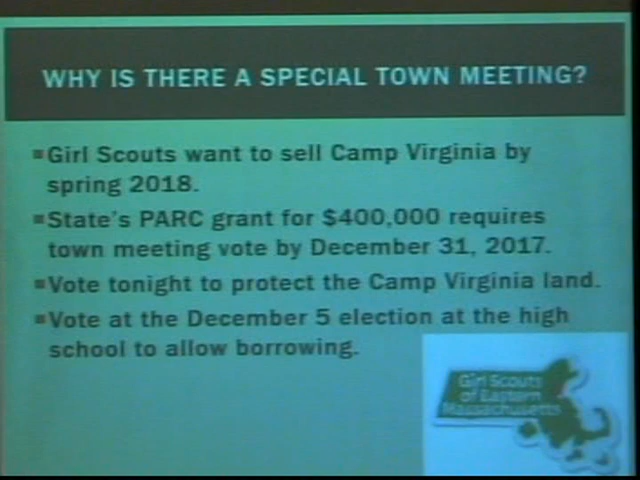 WHY IS THERE A SPECIAL TOWN MEETING?
Girl Scouts want to sell Camp Virginia by
spring 2018.
State's PARC grant for $400,000 requires
town meeting vote by December 31, 2017.
Vote tonight to protect the Camp Virginia land.
Vote at the December 5 election at the high
school to allow borrowing.
Girl Scouts
of Eastern
Massachusetts